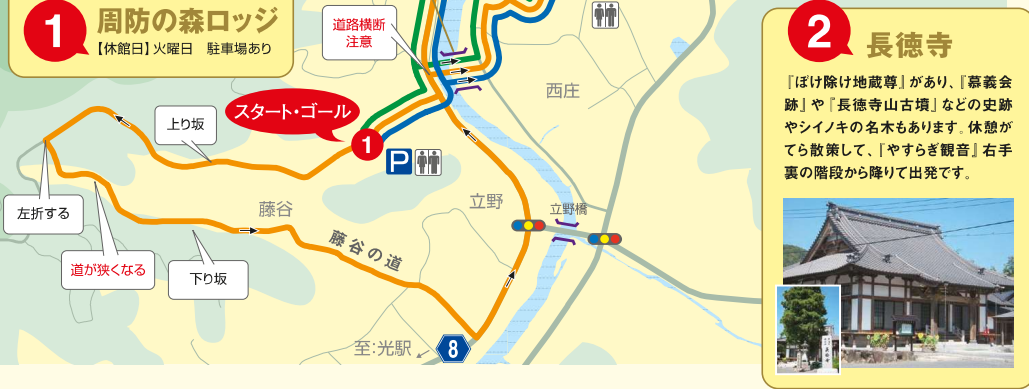 1 周防の森ロッジ
【休館日】火曜日　駐車場あり
道路横断
注意
西庄
スタート・ゴール
1
P
上り坂
左折する
道が狭くなる
下り坂
藤谷
藤谷の道
立野
立野橋
至：光駅
8
2 長徳寺
『ぼけ除け地蔵尊』があり、『慕義会
跡』や『長徳寺山古墳』などの史跡
やシイノキの名木もあります。休憩が
てら散策して、『やすらぎ観音』右手
裏の階段から降りて出発です。